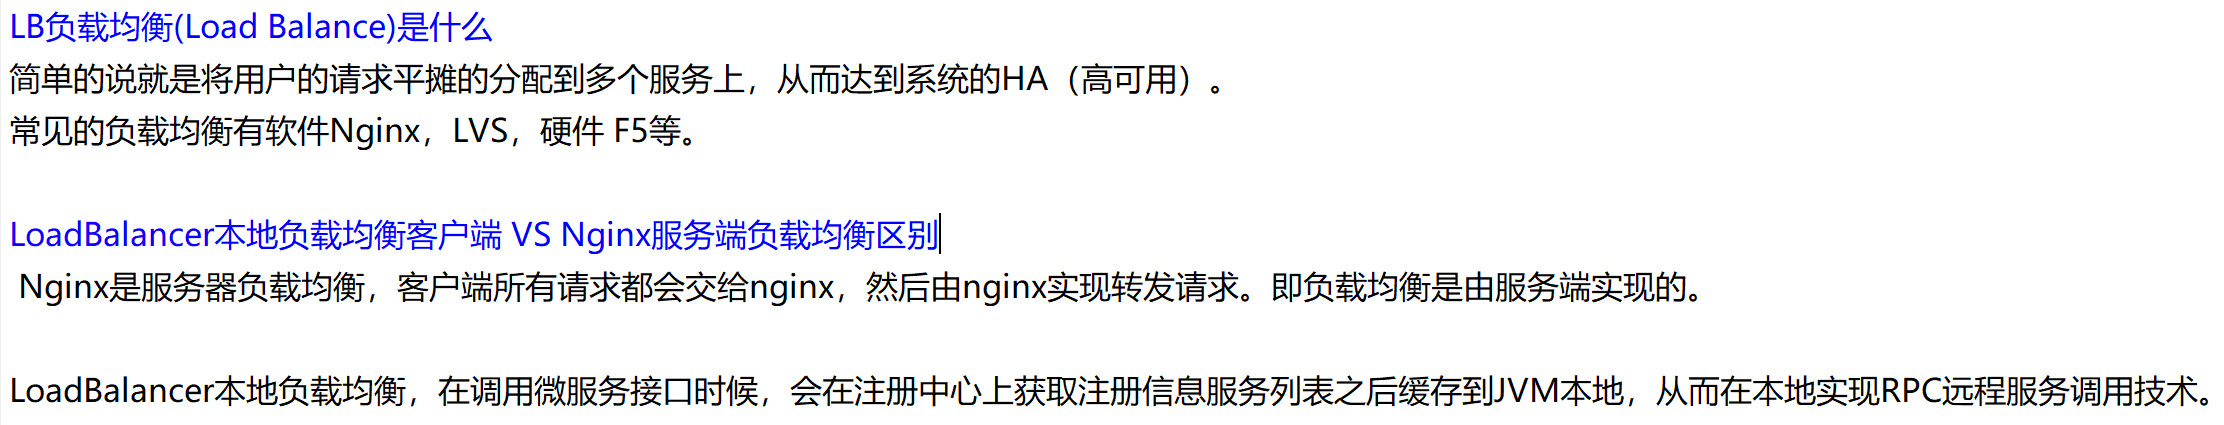 LB负载均衡(Load Balance)是什么
简单的说就是将用户的请求平摊的分配到多个服务上，从而达到系统的HA（高可用）。
常见的负载均衡有软件Nginx，LVS，硬件 F5等。
LoadBalancer本地负载均衡客户端 VS Nginx服务端负载均衡区别
Nginx是服务器负载均衡，客户端所有请求都会交给nginx，然后由nginx实现转发请求。即负载均衡是由服务端实现的。
LoadBalancer本地负载均衡，在调用微服务接口时候，会在注册中心上获取注册信息服务列表之后缓存到JVM本地，从而在本地实现RPC远程服务调用技术。